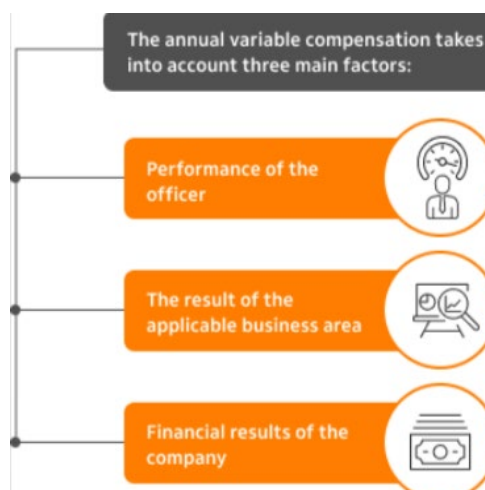 The annual variable compensation takes
into account three main factors:
Performance of the
officer
The result of the
applicable business area
Financial results of the
company